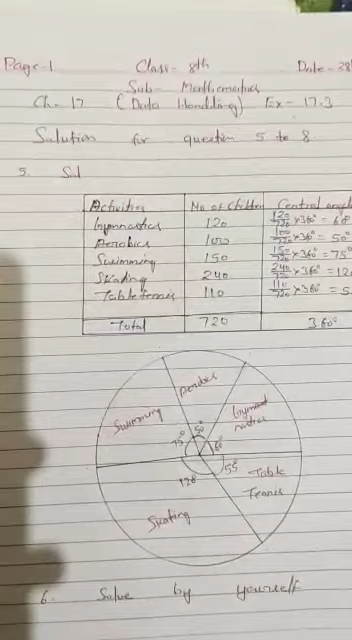 Page-1 Class-8th Date-28
Sub- Mathematics
Ch-17 (Data Handling) Ex-17.3
Solution for question 5 to 8
5. Sol
Activities No of Children Central angle
Gymnastics 120 120/720 ×360° = 60
Aerobics 100 100/720 ×360° = 50°
Swimming 150 150/720 ×360° = 75°
Skating 240 240/720 ×360° = 120
Table tennis 110 110/720 ×360° = 5
Total 720 360°
Aerobics
Swimming
Gymnastics
50°
75° 60°
120° 55°
Table
Tennis
Skating
6. Solve by yourself